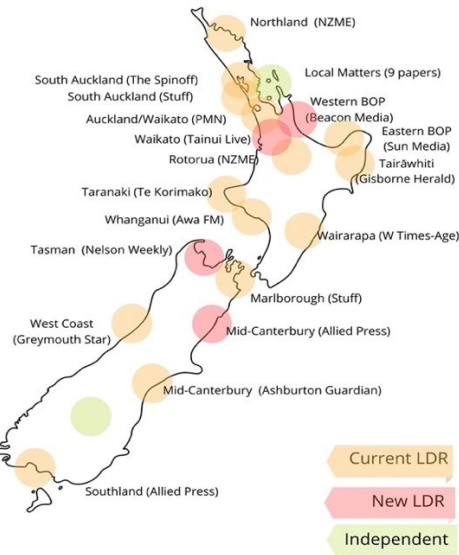 Northland (NZME)
South Auckland (The Spinoff)
Local Matters (9 papers)
South Auckland (Stuff)
Western BOP
(Beacon Media)
Auckland/Waikato (PMN)
Eastern BOP
(Sun Media)
Waikato (Tainui Live)
Rotorua (NZME)
Tairāwhiti
(Gisborne Herald)
Taranaki (Te Korimako)
Whanganui (Awa FM)
Wairarapa (W Times-Age)
Tasman (Nelson Weekly)
Marlborough (Stuff)
West Coast
(Greymouth Star)
Mid-Canterbury (Allied Press)
Mid-Canterbury (Ashburton Guardian)
Southland (Allied Press)
Current LDR
New LDR
Independent